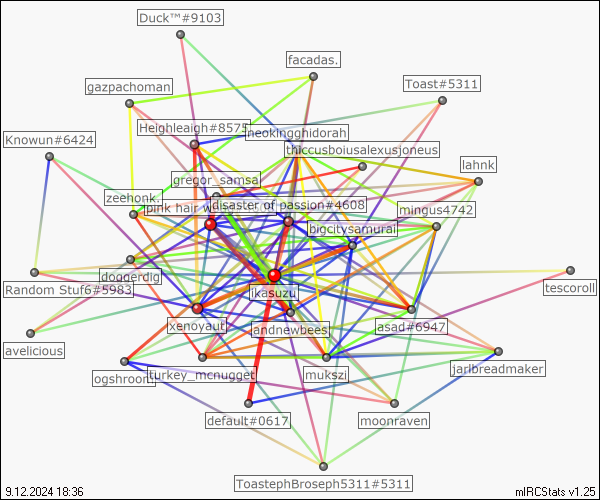 Duck™#9103
facadas.
gazpachoman
Toast#5311
Heighleaigh#8575
neokingghidorah
Knowun#6424
thiccusboiusalexusjoneus
lahnk
gregor_samsa
zeehonk.
pink hair
disaster of passion#4608
mingus4742
bigcitysamurai
doggerdig
Random Stuf6#5983
ikasuzu
tescoroll
xenoyaut
andnewbees
asad#6947
avelicious
ogshroom
turkey_mcnugget
mukszi
jarlbreadmaker
default#0617
moonraven
ToastephBroseph5311#5311
9.12.2024 18:36
mIRCStats v1.25